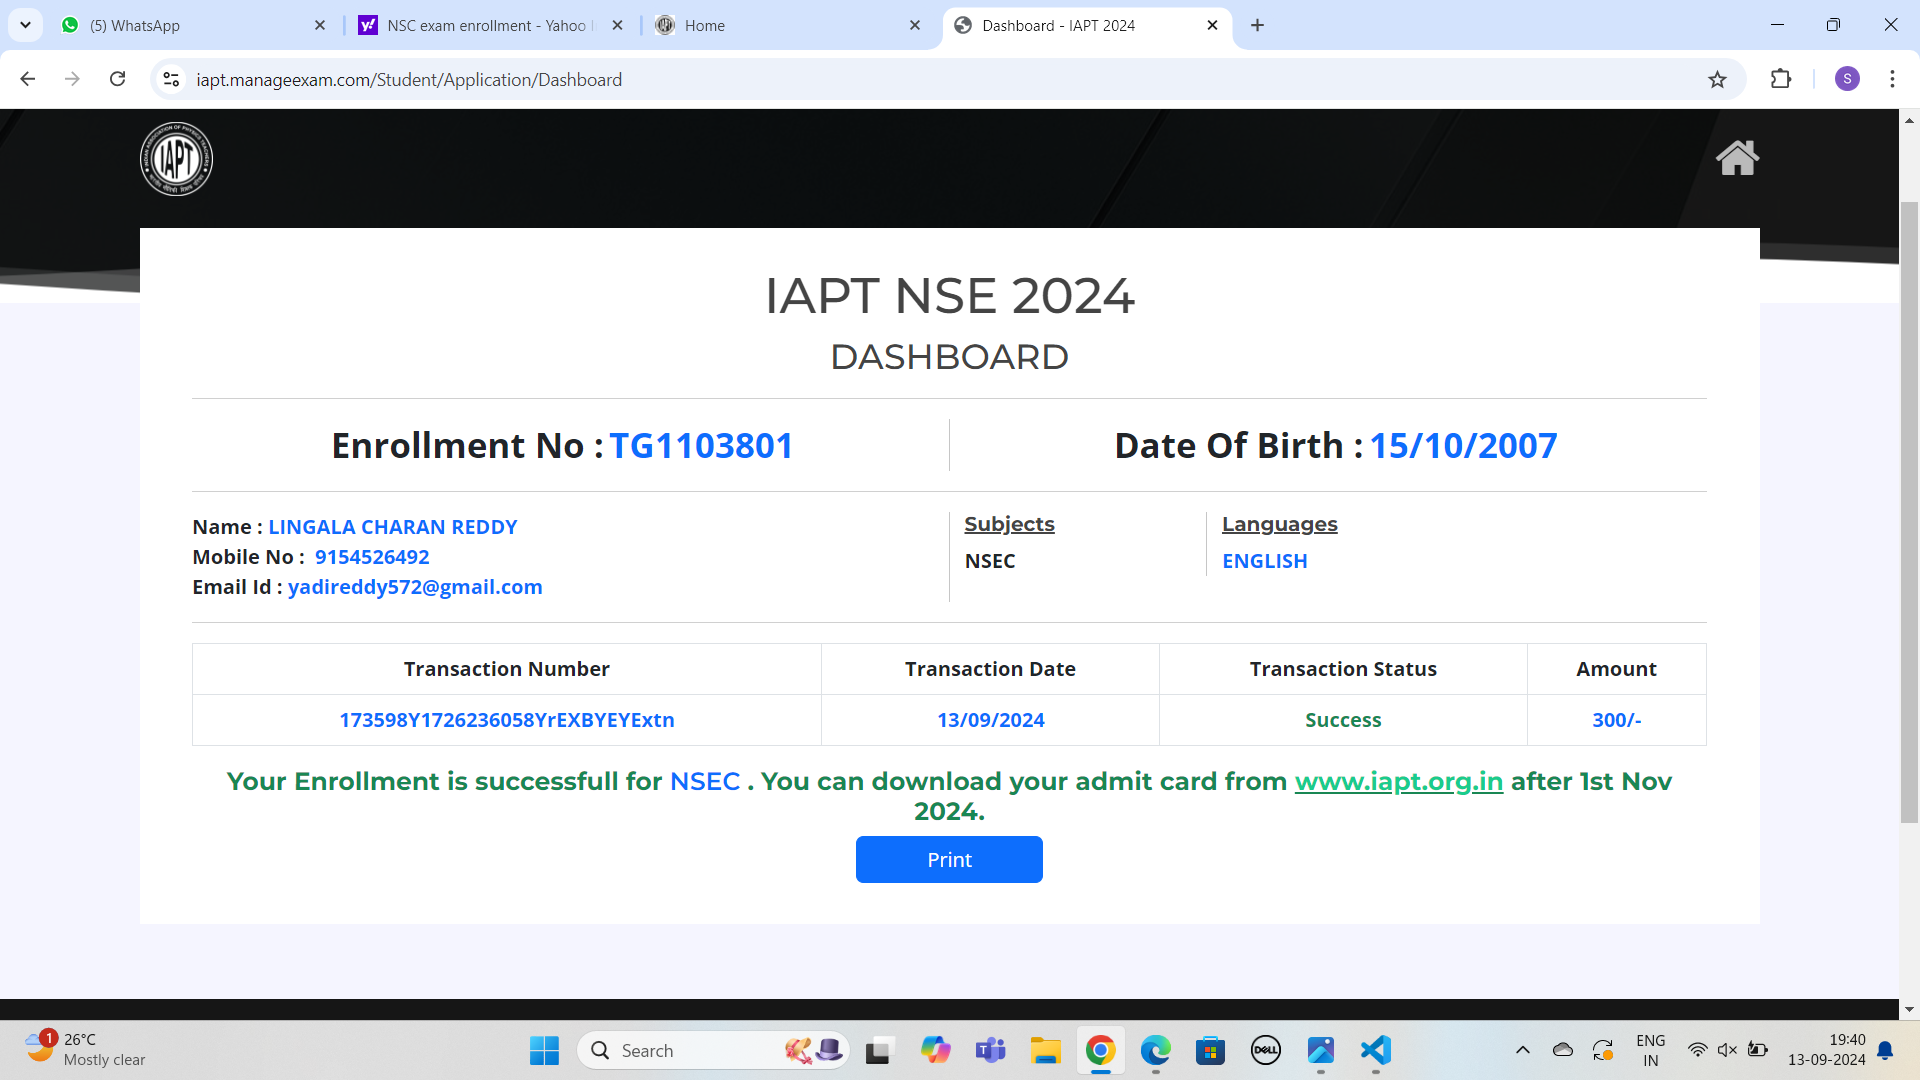 (5) WhatsApp
NSC exam enrollment - Yahoo
Home
Dashboard - IAPT 2024
iapt.manageexam.com/Student/Application/Dashboard
S
IAPT
IAPT NSE 2024
DASHBOARD
Enrollment No : TG1103801
Date Of Birth : 15/10/2007
Name : LINGALA CHARAN REDDY
Mobile No : 9154526492
Email Id : yadireddy572@gmail.com
Subjects
NSEC
Languages
ENGLISH
Transaction Number Transaction Date Transaction Status Amount
173598Y1726236058YrEXBYEYExtn 13/09/2024 Success 300/-
Your Enrollment is successfull for NSEC . You can download your admit card from www.iapt.org.in after 1st Nov
2024.
Print
1
26°C
Mostly clear
Search
DELL
ENG
IN
19:40
13-09-2024